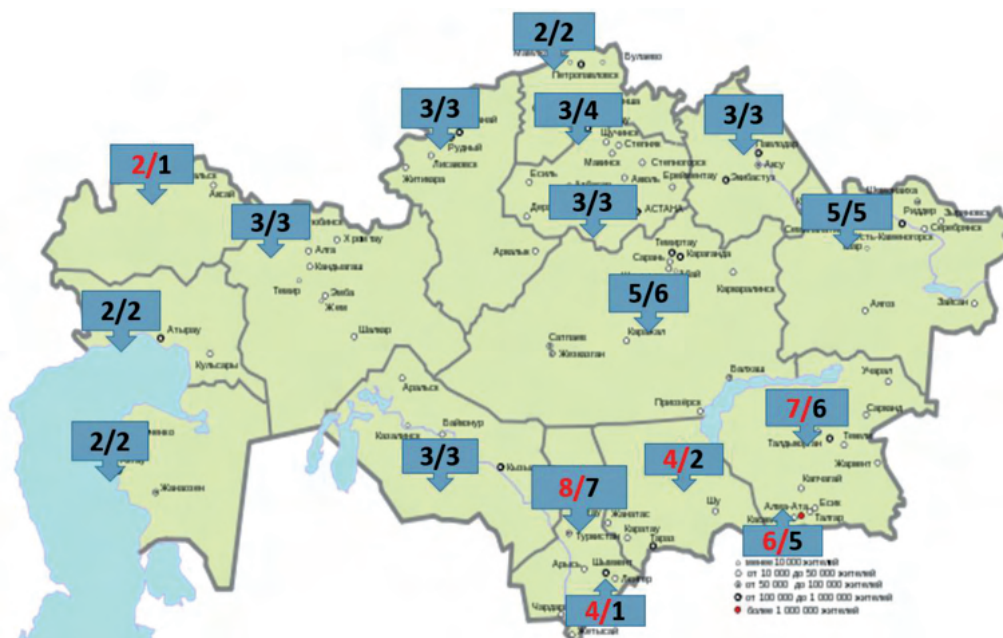 2/2
Булаево
Петропавловск
3/3
Рудный
Лисаковск
Житикара
3/4
Щучинск
Степняк
Макинск
Степногорск
Есиль
Акколь
Ерейментау
АСТАНА
3/3
Павлодар
Аксу
Экибастуз
2/1
Аксай
3/3
Хромтау
Алга
Кандыагаш
Темир
Эмба
Жем
Шалкар
3/3
Аркалык
Темиртау
Сарань
Караганда
Каркаралинск
5/5
Риддер
Зыряновск
Серебрянск
Аягоз
Зайсан
5/6
Каражал
Сатпаев
Жезказган
2/2
Атырау
Кульсары
Балхаш
Приозёрск
Аральск
Казалинск
Байконур
Учарал
7/6
Сарканд
Талдыкорган
Текели
Жаркент
2/2
Жанаозен
3/3
8/7
Туркистан
4/2
Шу
Жанатас
Каратау
Тараз
Капчагай
Алма-Ата
Есик
Талгар
6/5
Арысь
Шымкент
Ленгер
4/1
Жетысай
менее 10 000 жителей
от 10 000 до 50 000 жителей
от 50 000 до 100 000 жителей
от 100 000 до 1 000 000 жителей
более 1 000 000 жителей